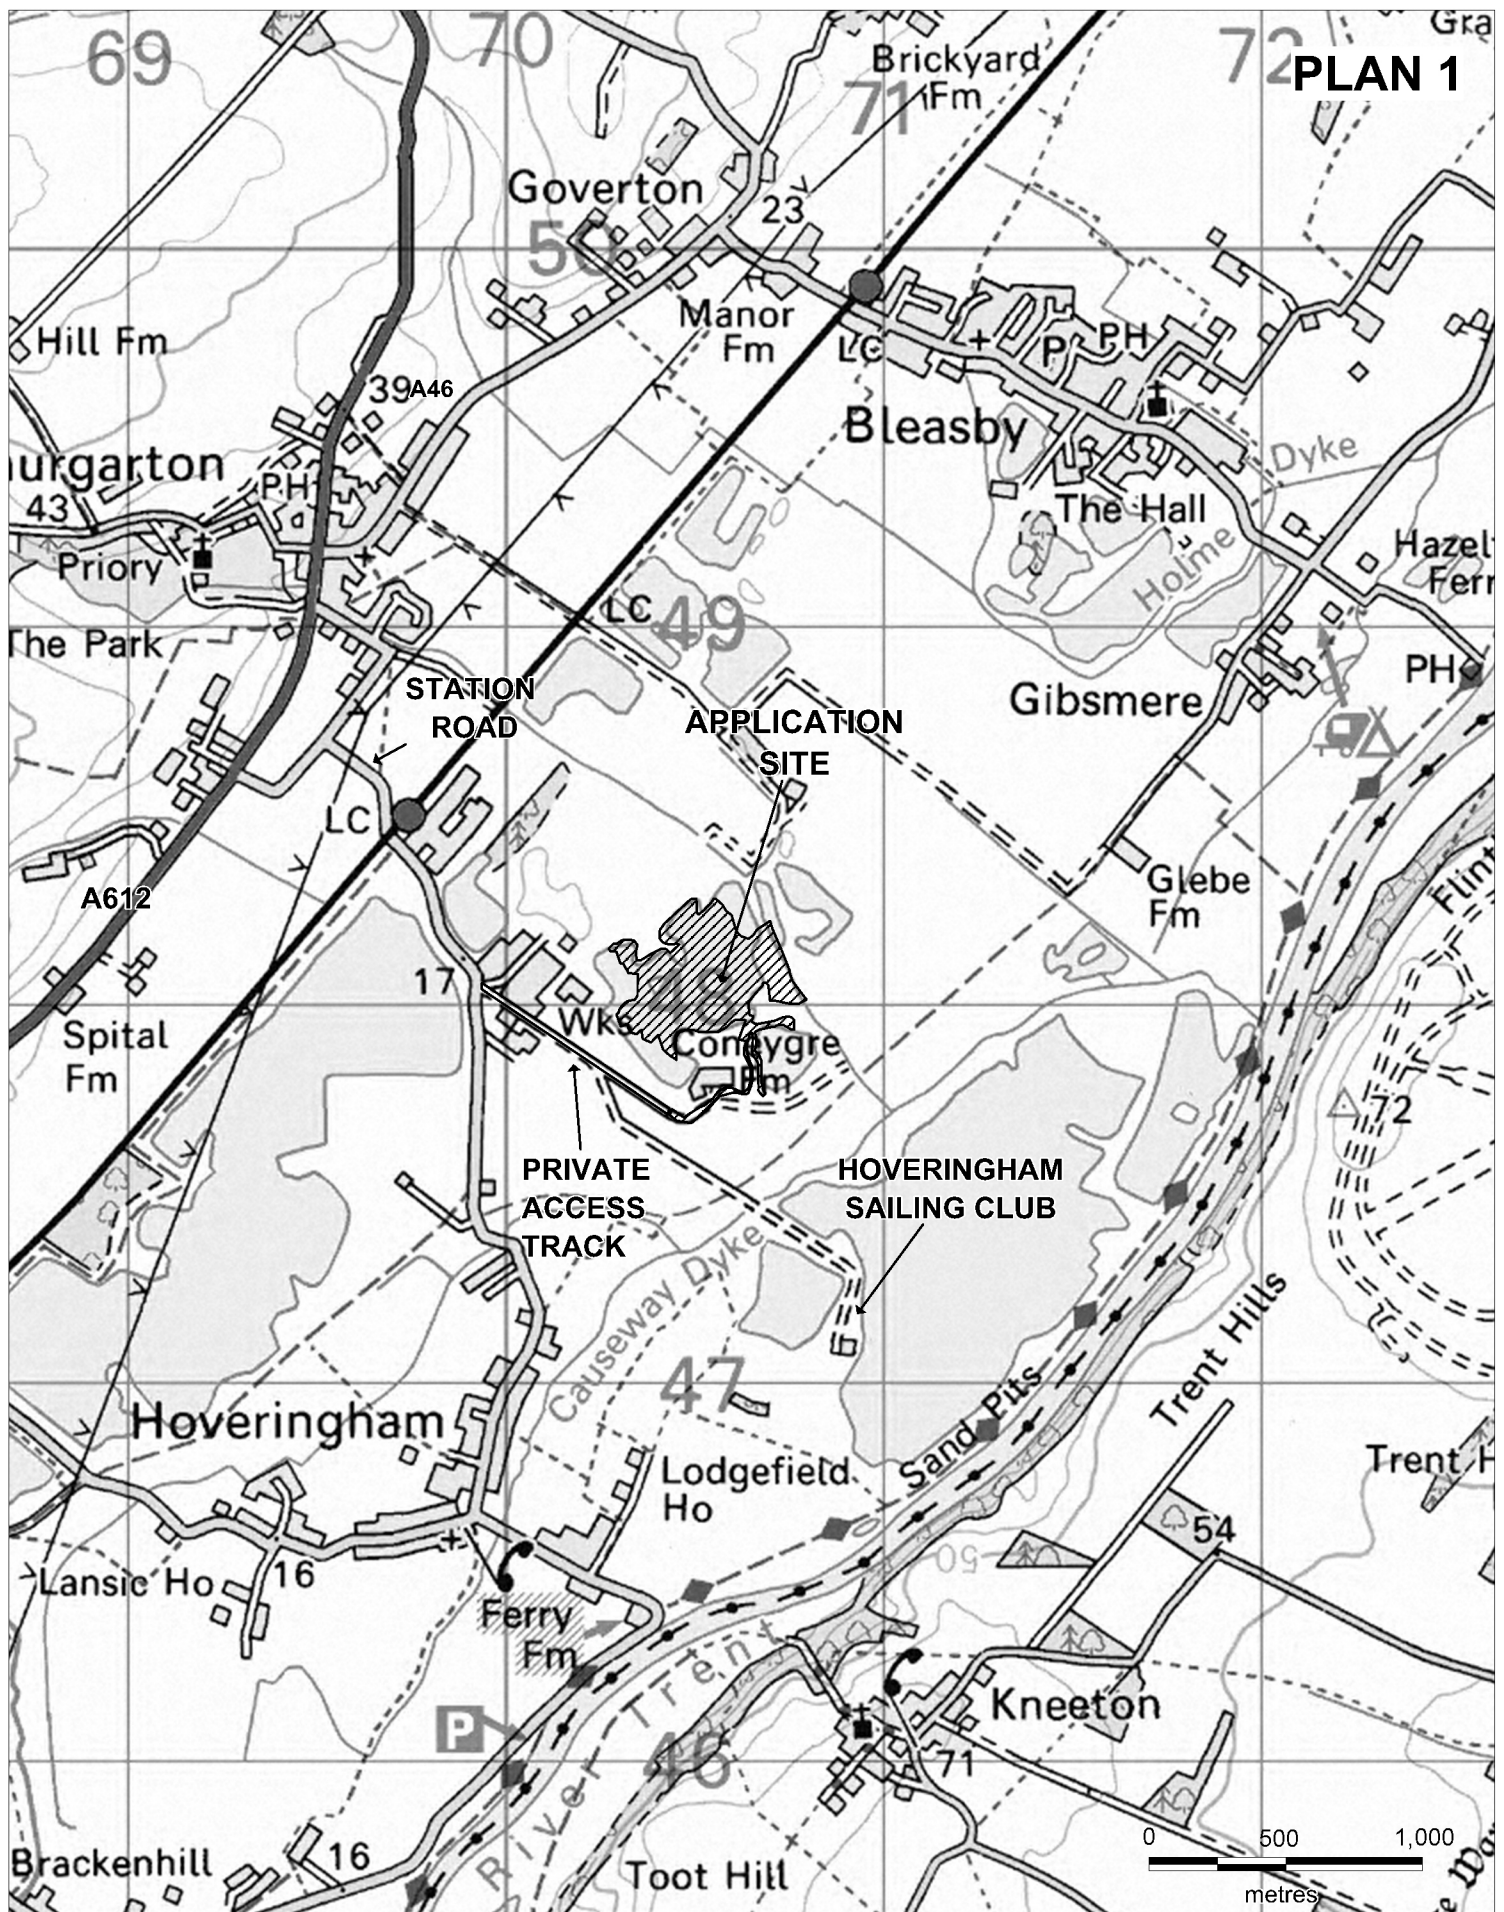 69
70
72
Gra
PLAN 1
Brickyard
Fm
71
Goverton
23
50
Hill Fm
Manor
Fm
LC
P
PH
39
A46
Bleasby
Dyke
urgarton
43
PH
The Hall
Priory
Holme
Hazel
Ferr
LC
49
The Park
PH
STATION
ROAD
Gibsmere
APPLICATION
SITE
LC
Glebe
Fm
Flint
A612
17
48
Spital
Fm
Wks
Coneygre
Fm
72
PRIVATE
ACCESS
TRACK
HOVERINGHAM
SAILING CLUB
Causeway Dyke
47
Trent Hills
Sand Pits
Hoveringham
Lodgefield
Ho
Trent H
54
50
Lansic Ho
16
Ferry
Fm
River Trent
Kneeton
P
46
71
Brackenhill
16
Toot Hill
0
500
1,000
metres